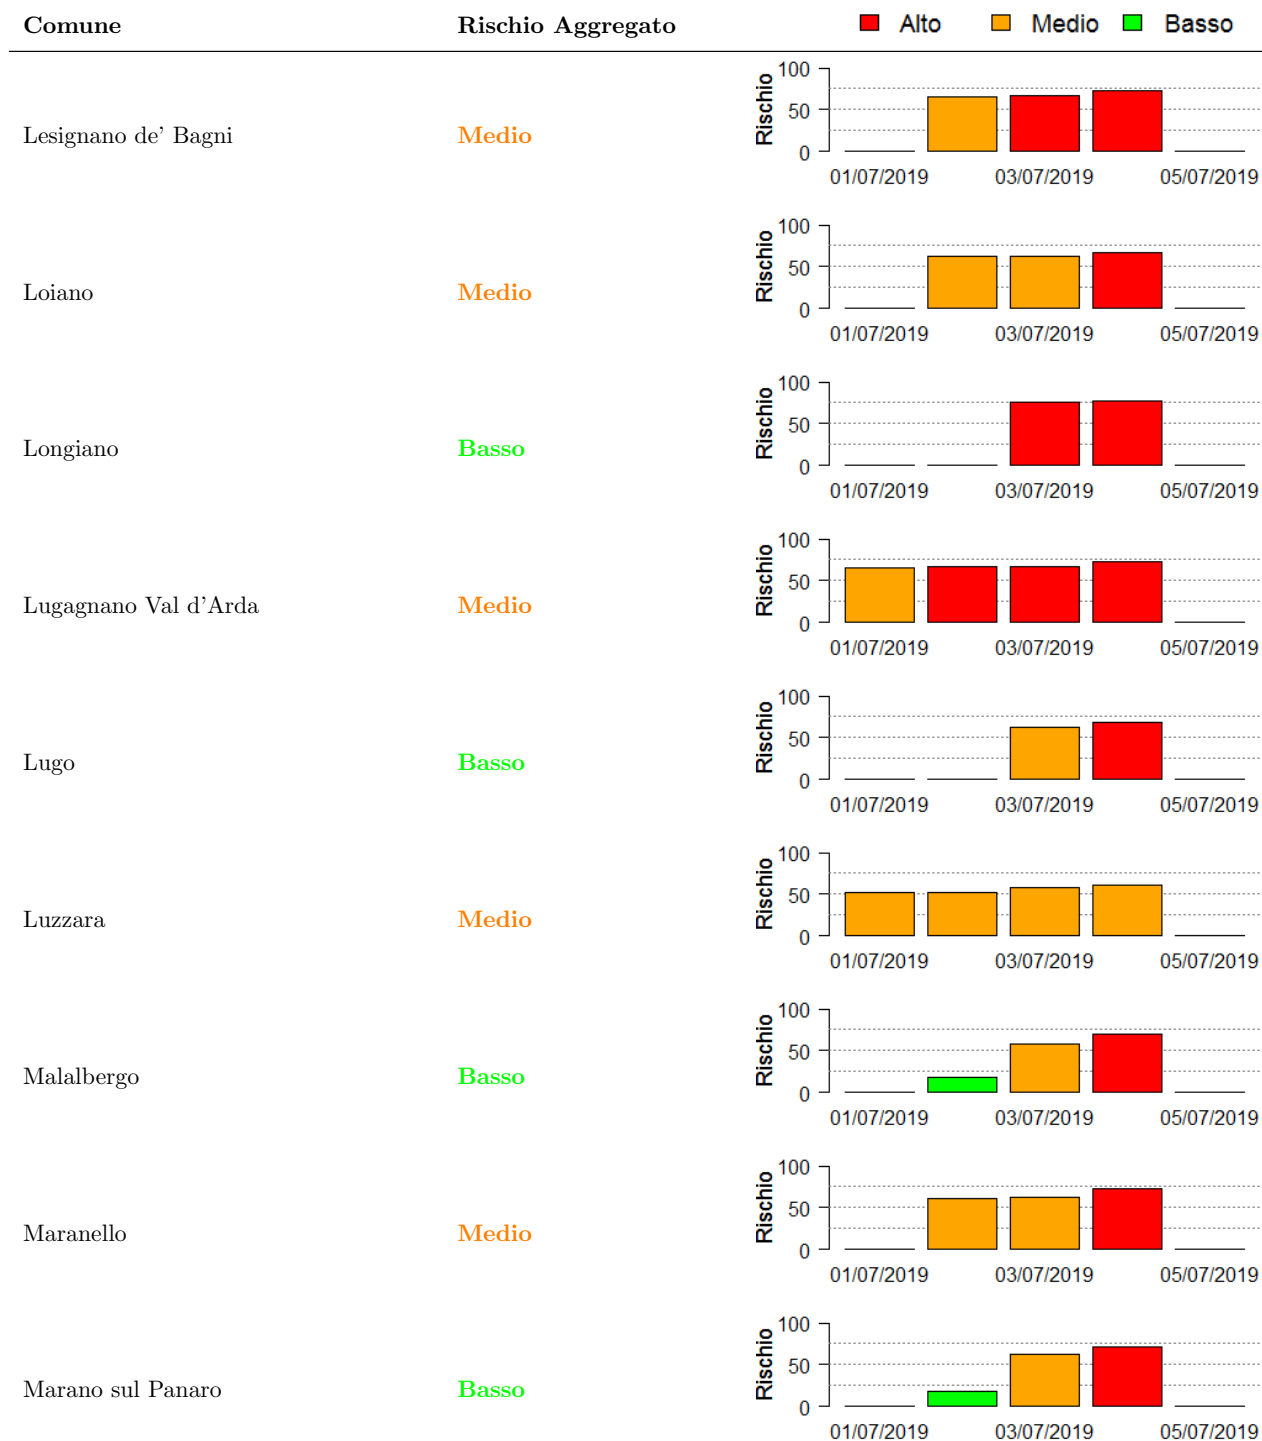 Comune Rischio Aggregato Alto Medio Basso
Lesignano de' Bagni Medio Rischio 100 50 0
01/07/2019 03/07/2019 05/07/2019
Loiano Medio Rischio 100 50 0
01/07/2019 03/07/2019 05/07/2019
Longiano Basso Rischio 100 50 0
01/07/2019 03/07/2019 05/07/2019
Lugagnano Val d'Arda Medio Rischio 100 50 0
01/07/2019 03/07/2019 05/07/2019
Lugo Basso Rischio 100 50 0
01/07/2019 03/07/2019 05/07/2019
Luzzara Medio Rischio 100 50 0
01/07/2019 03/07/2019 05/07/2019
Malalbergo Basso Rischio 100 50 0
01/07/2019 03/07/2019 05/07/2019
Maranello Medio Rischio 100 50 0
01/07/2019 03/07/2019 05/07/2019
Marano sul Panaro Basso Rischio 100 50 0
01/07/2019 03/07/2019 05/07/2019